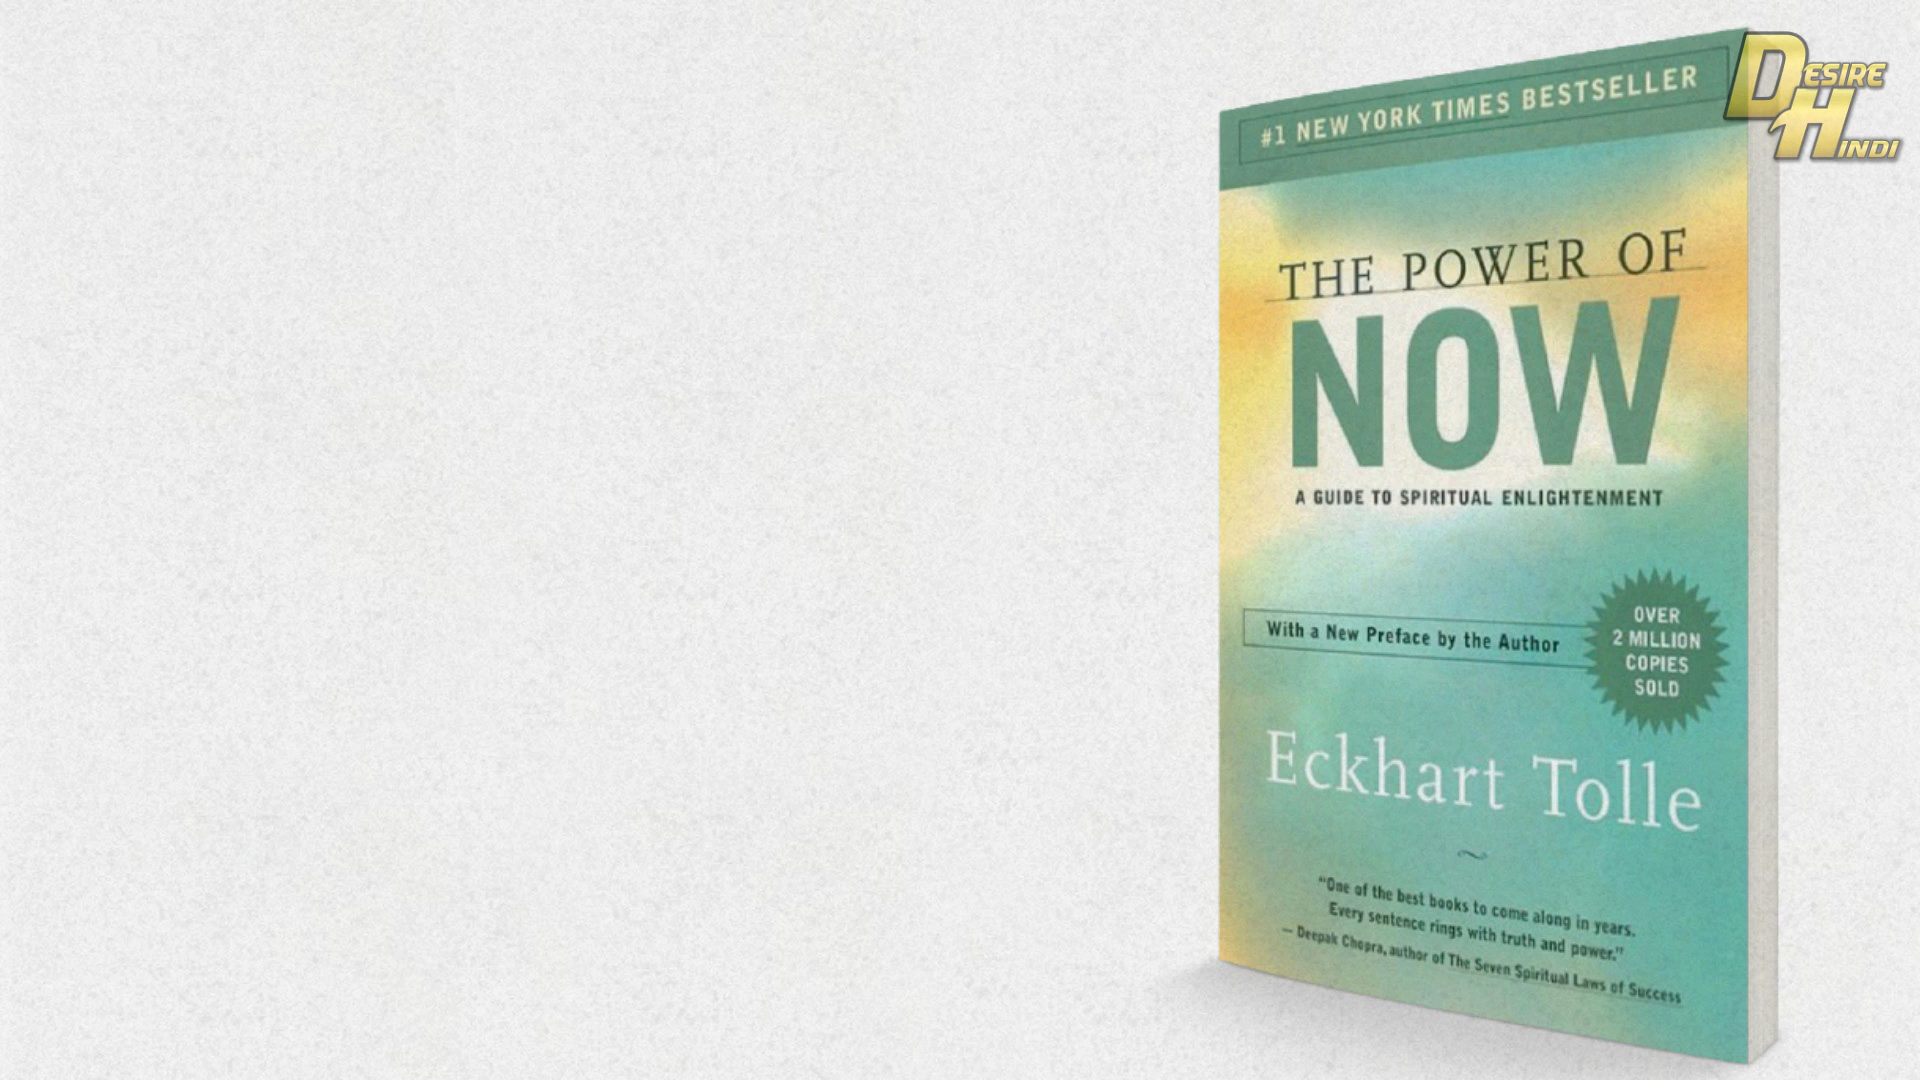 #1 NEW YORK TIMES BESTSELLER
THE POWER OF
NOW
A GUIDE TO SPIRITUAL ENLIGHTENMENT
With a New Preface by the Author
OVER
2 MILLION
COPIES
SOLD
Eckhart Tolle
"One of the best books to come along in years.
Every sentence rings with truth and power."
— Deepak Chopra, author of The Seven Spiritual Laws of Success
DESIRE
HINDI